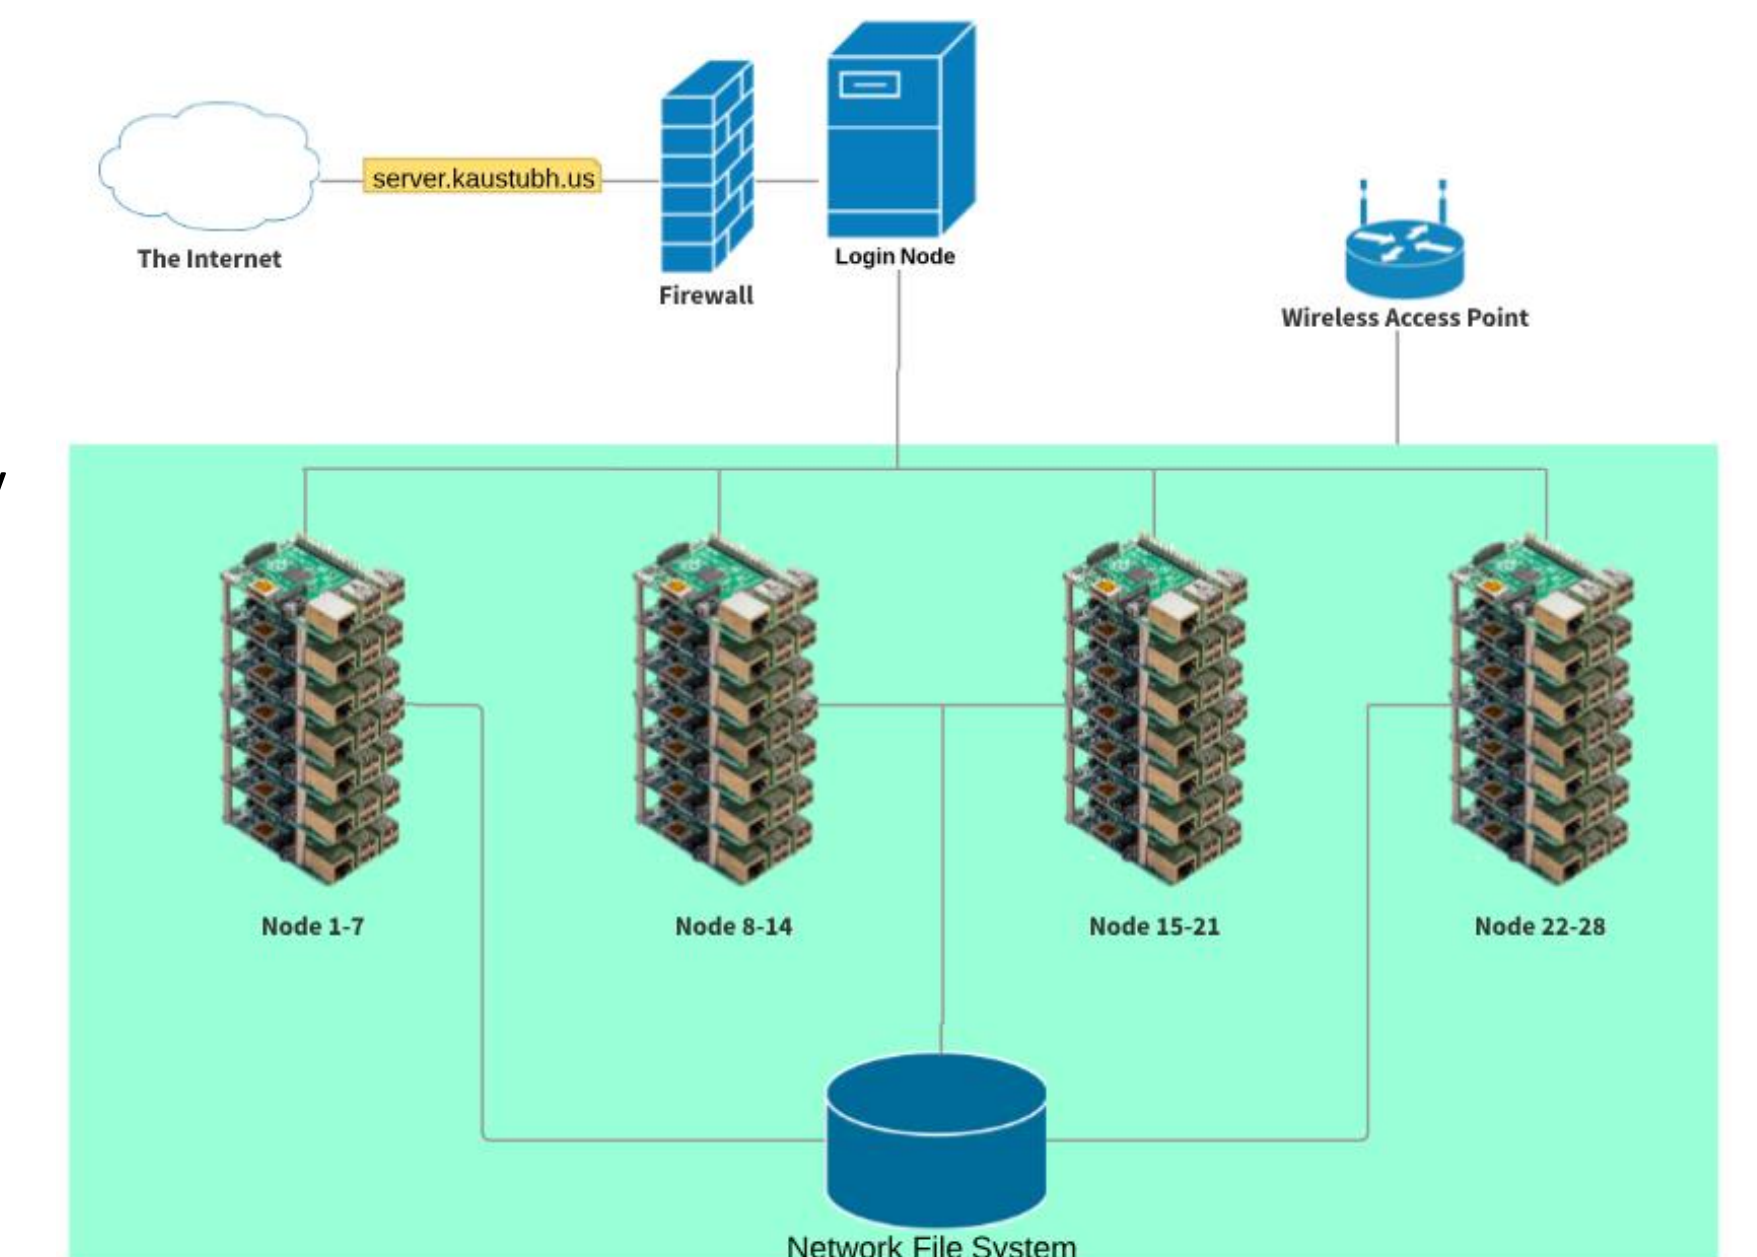 server.kaustubh.us
The Internet
Login Node
Firewall
Wireless Access Point
Node 1-7
Node 8-14
Node 15-21
Node 22-28
Network File System